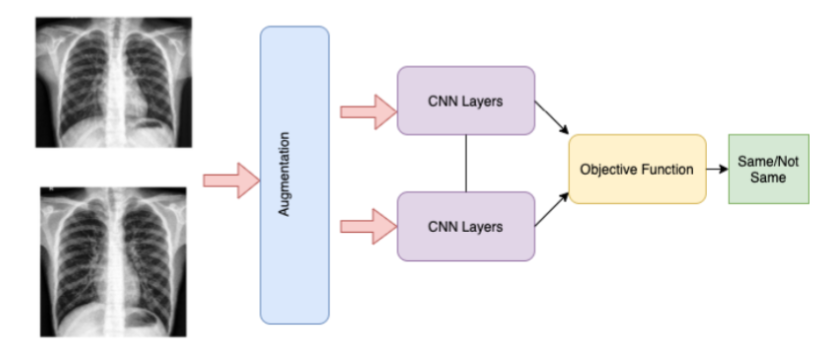 Augmentation
CNN Layers
CNN Layers
Objective Function
Same/Not
Same